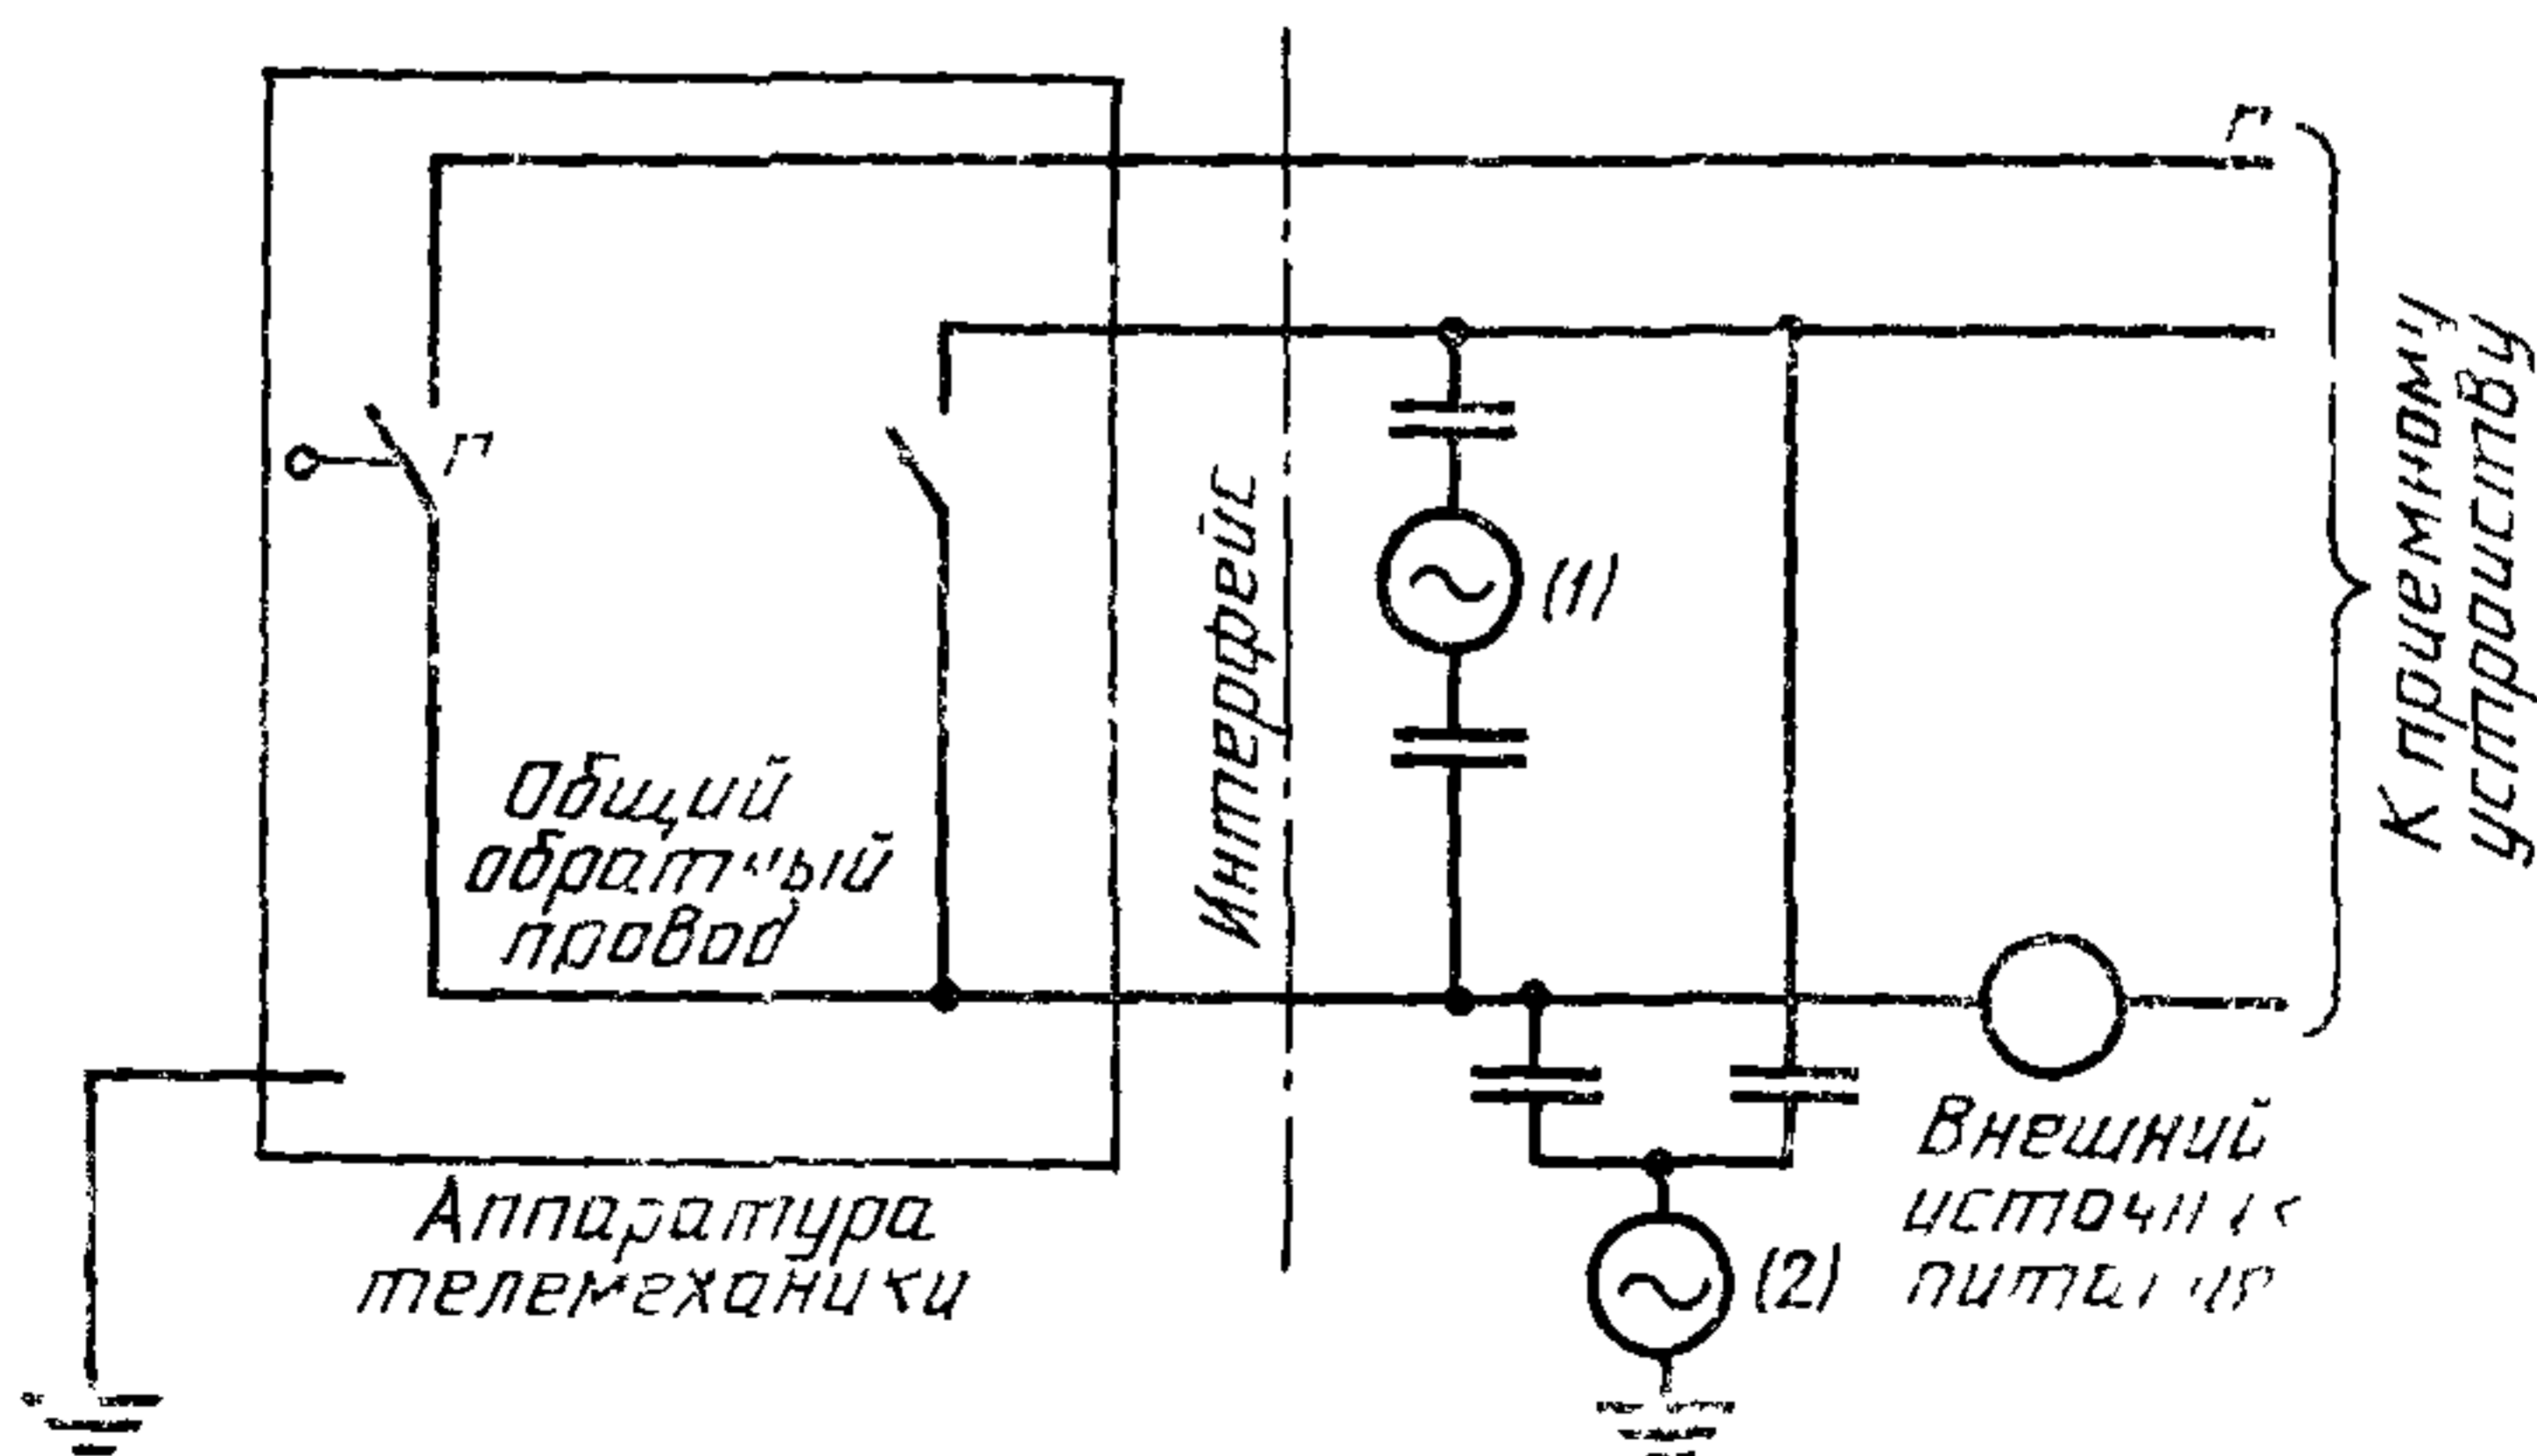 Общий
обратный
провод
Аппаратура
телемеханики
Интерфейс
(1)
(2)
Внешний
источник
питания
К приемному
устройству